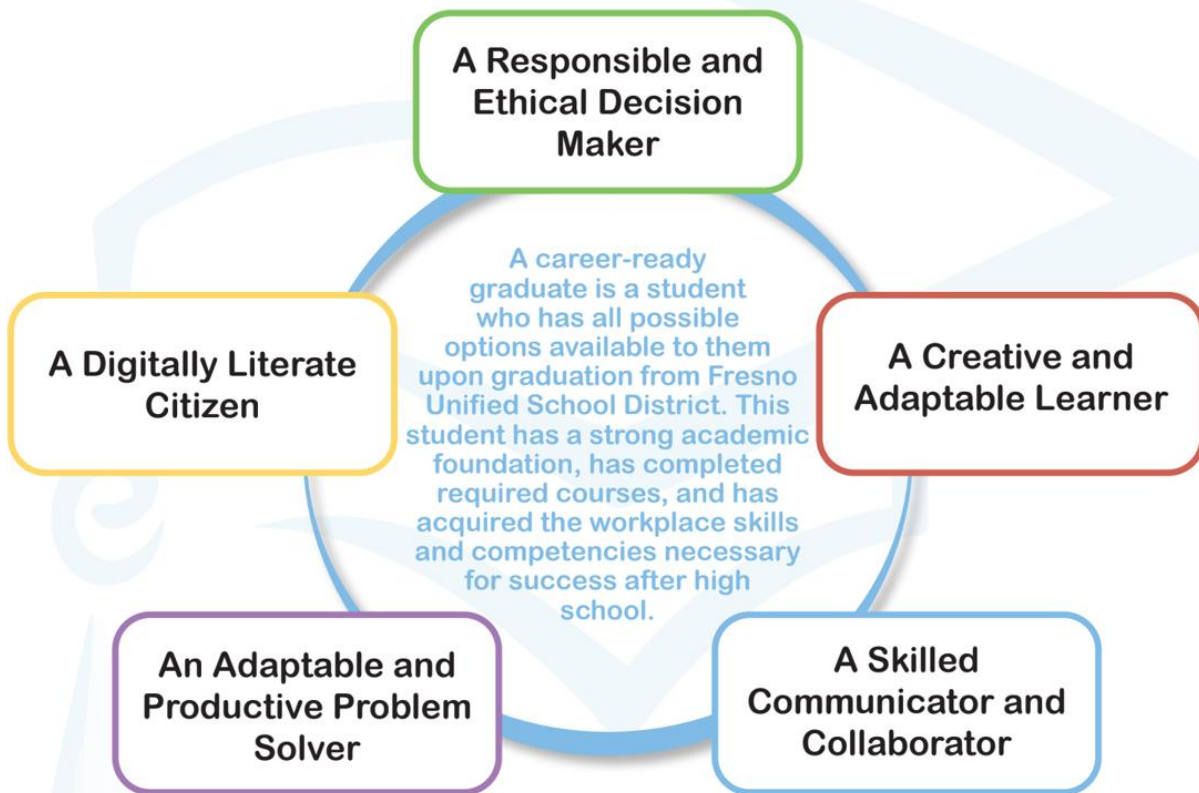 A Responsible and
Ethical Decision
Maker
A career-ready
graduate is a student
who has all possible
options available to them
upon graduation from Fresno
Unified School District. This
student has a strong academic
foundation, has completed
required courses, and has
acquired the workplace skills
and competencies necessary
for success after high
school.
A Digitally Literate
Citizen
A Creative and
Adaptable Learner
An Adaptable and
Productive Problem
Solver
A Skilled
Communicator and
Collaborator